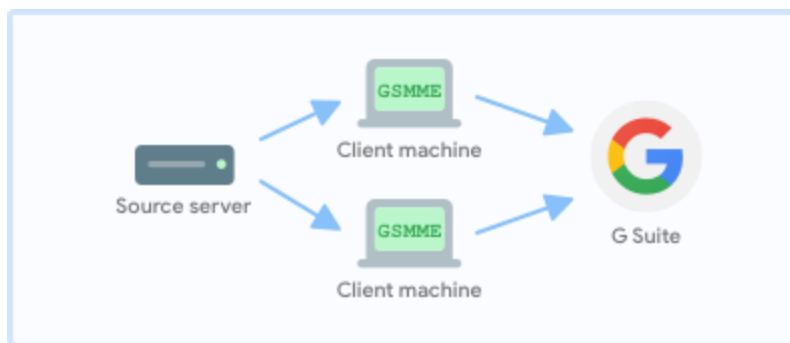 GSMME
Client machine
Source server
GSMME
Client machine
G Suite